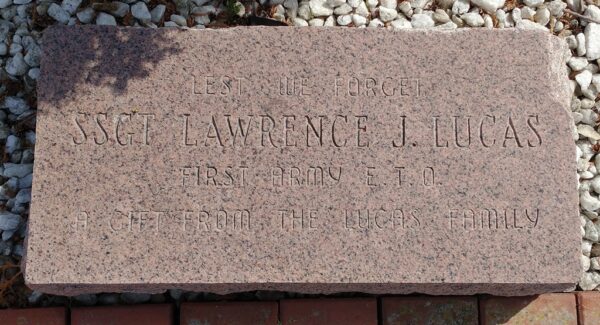 LEST WE FORGET
SSGT LAWRENCE J. LUCAS
FIRST ARMY E.T.O.
A GIFT FROM THE LUCAS FAMILY